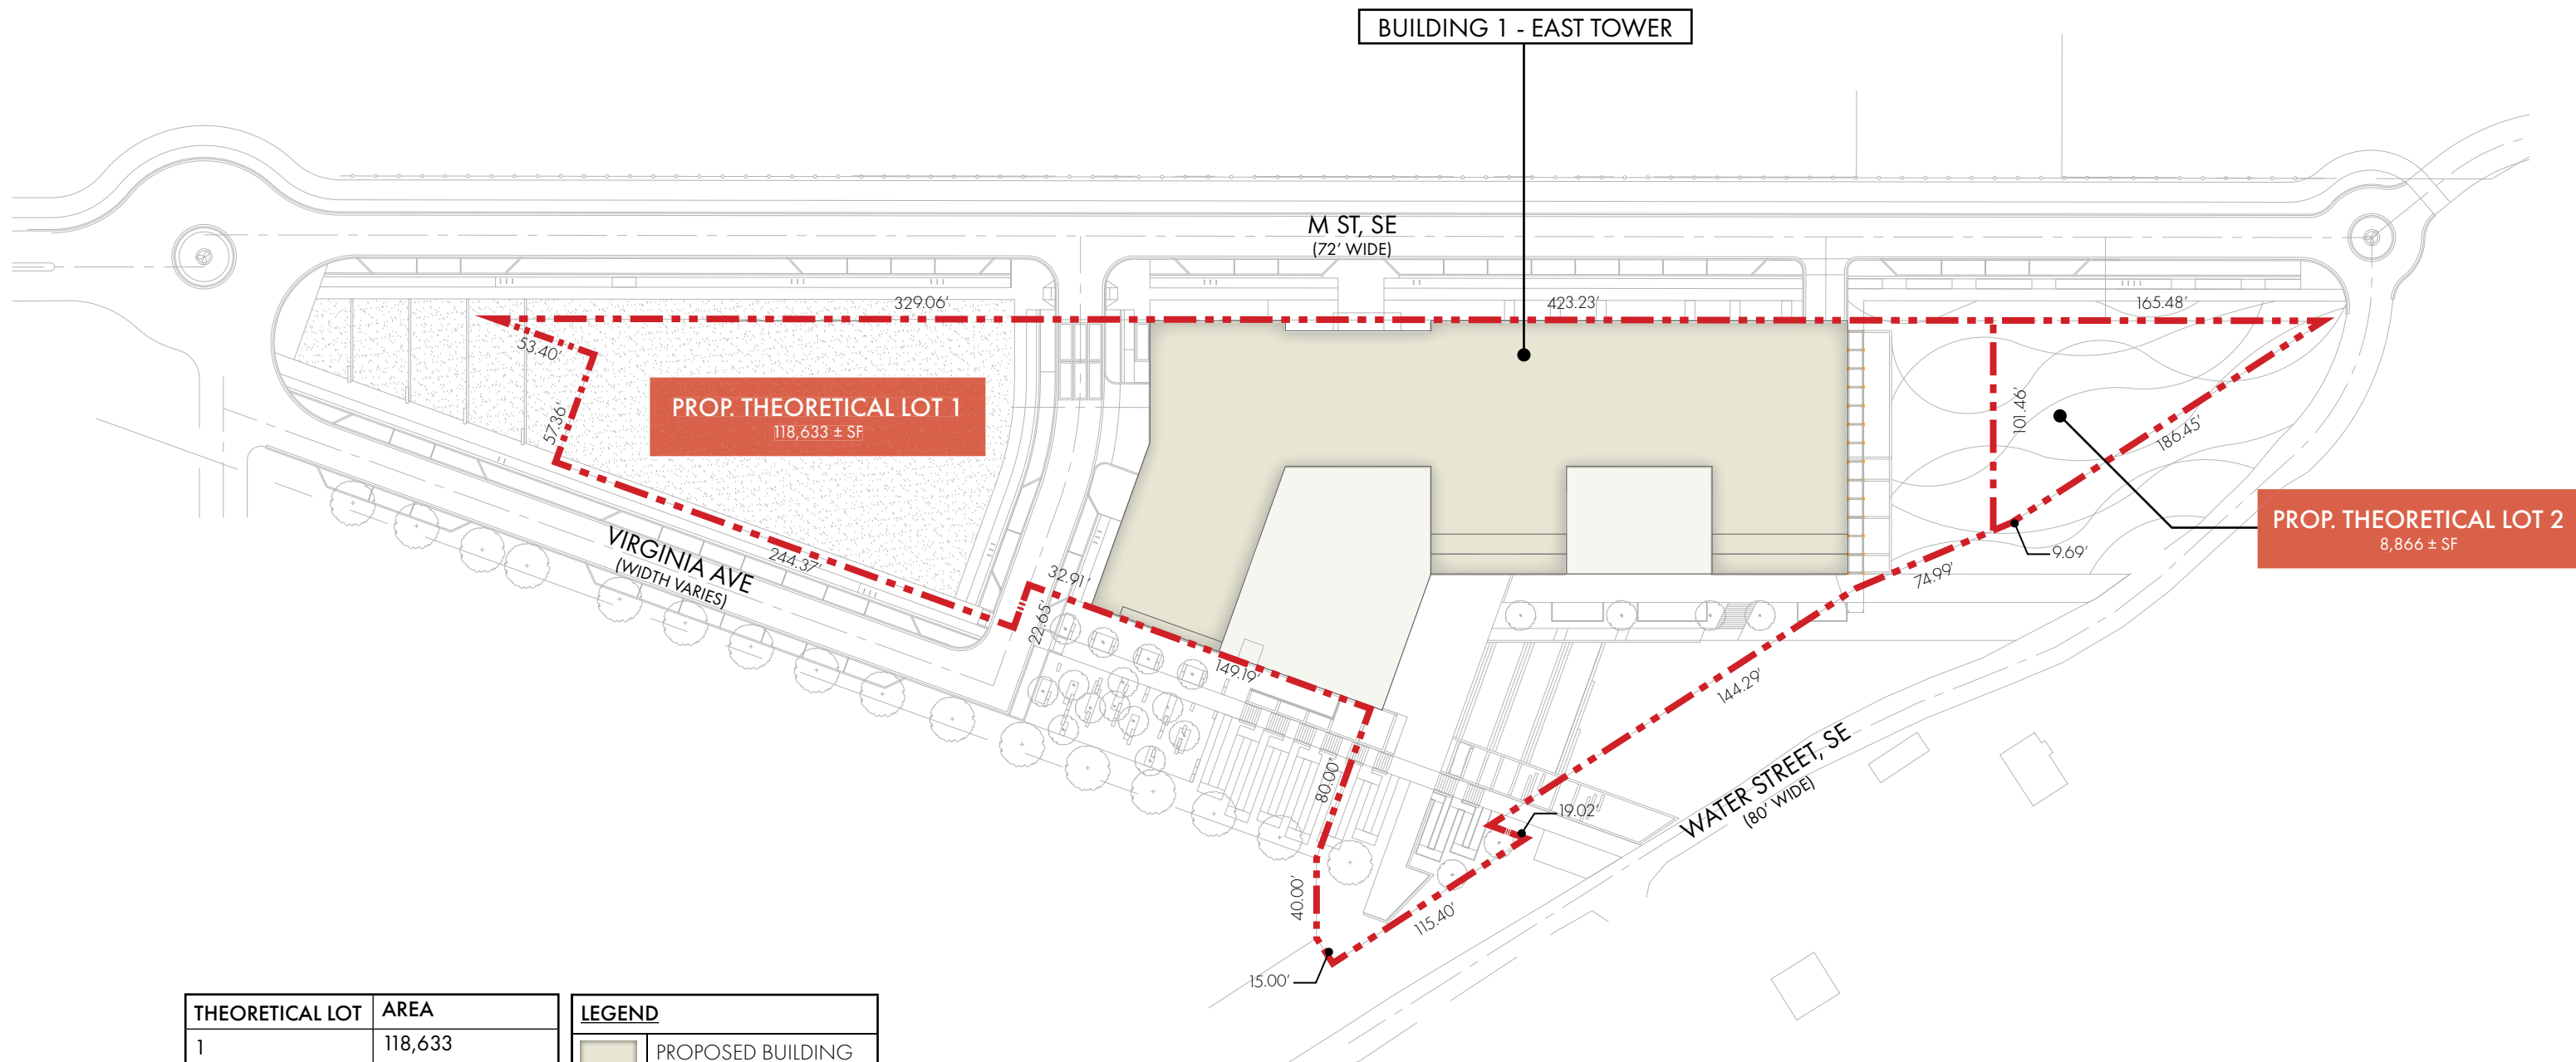 BUILDING 1 - EAST TOWER
M ST, SE
(72' WIDE)
329.06'
423.23'
165.48'
53.40'
57.36'
PROP. THEORETICAL LOT 1
118,633 ± SF
101.46'
186.45'
PROP. THEORETICAL LOT 2
8,866 ± SF
9.69'
74.99'
VIRGINIA AVE
(WIDTH VARIES)
244.37'
32.91'
22.65'
149.19'
144.29'
80.00'
19.02'
WATER STREET, SE
(80' WIDE)
40.00'
115.40'
15.00'
THEORETICAL LOT AREA
1 118,633
LEGEND
PROPOSED BUILDING